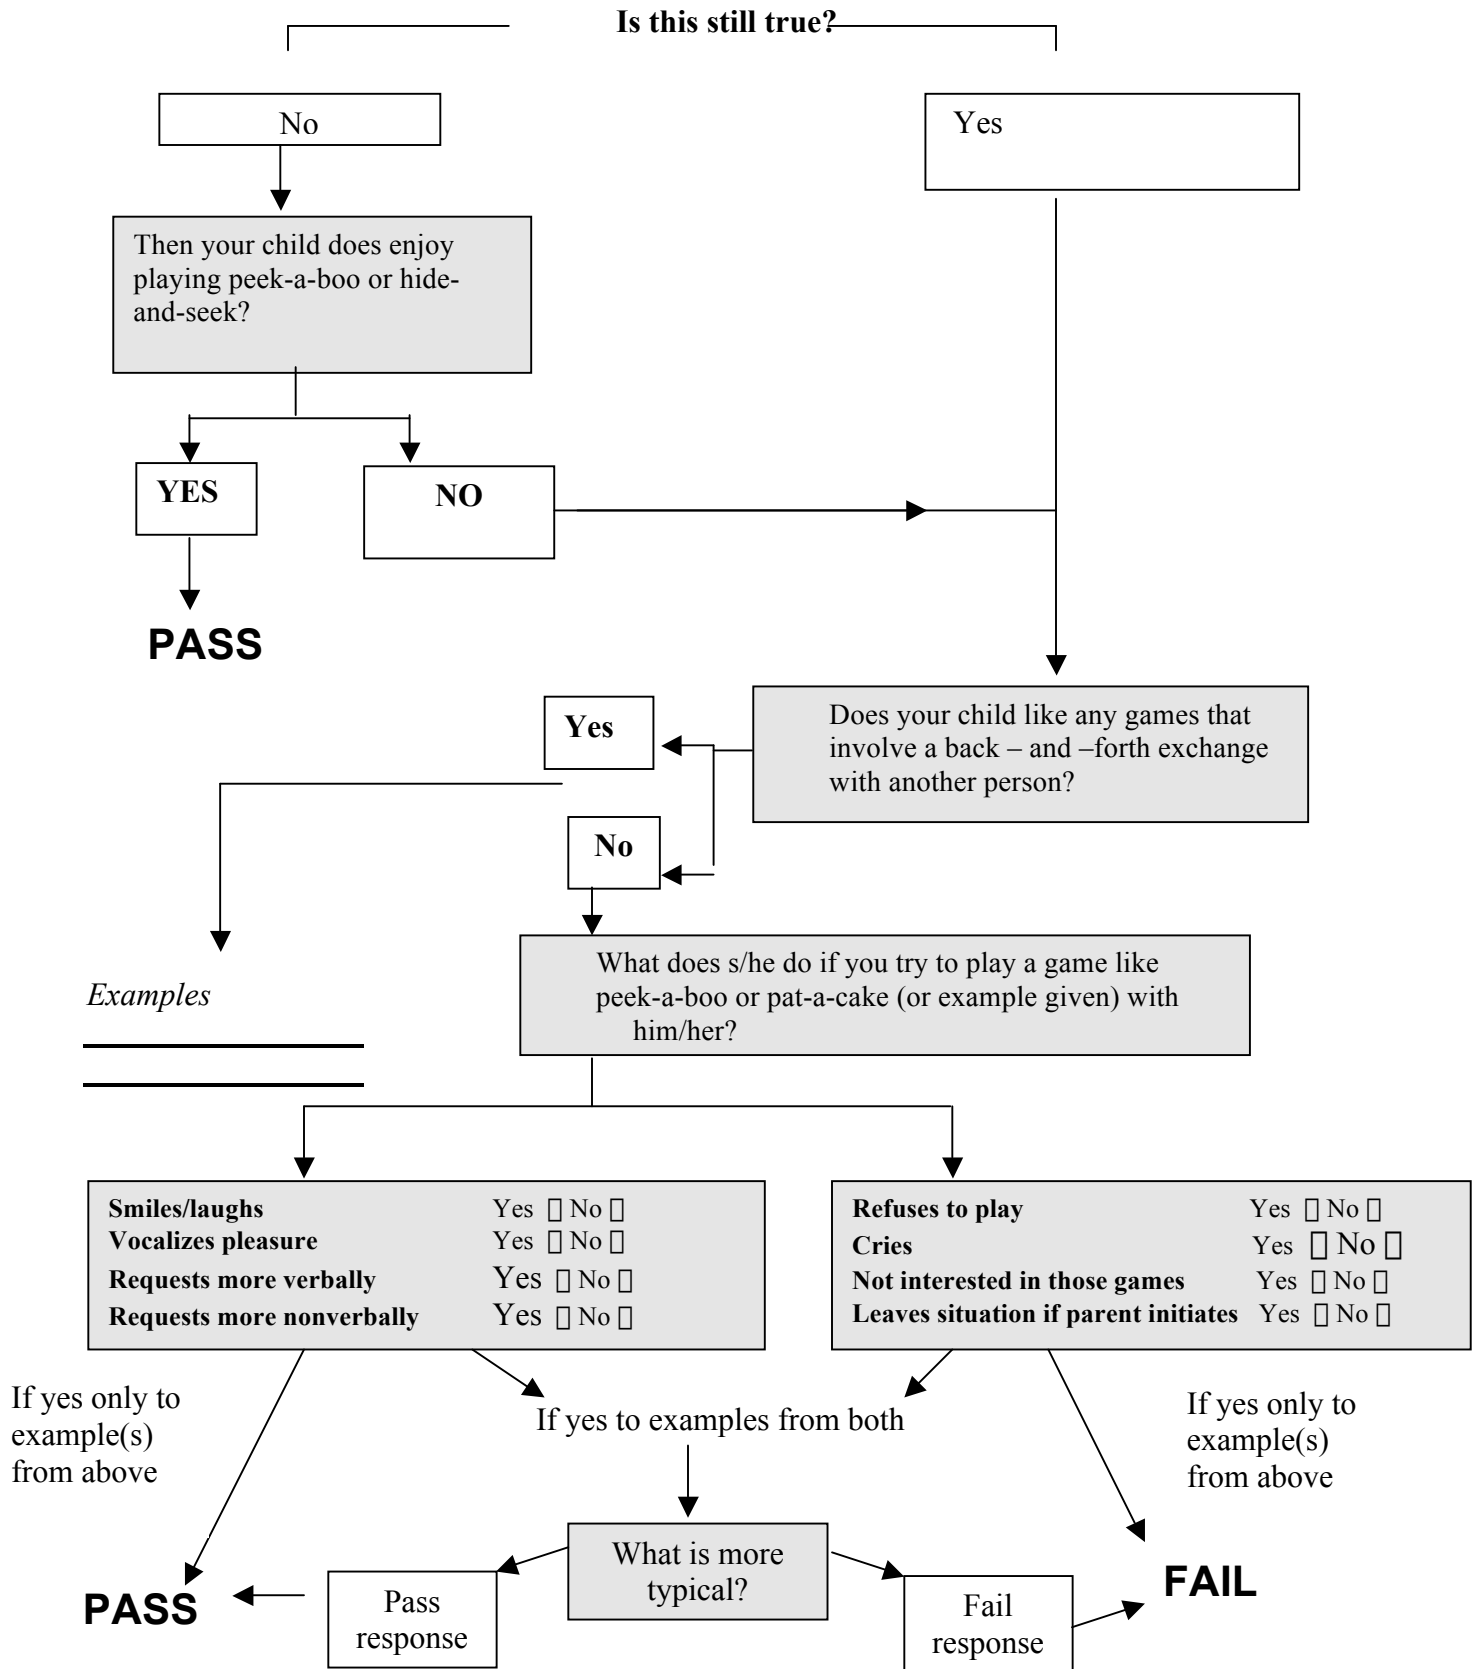 Is this still true?
No
Yes
Then your child does enjoy
playing peek-a-boo or hide-
and-seek?
YES
NO
PASS
Yes
Does your child like any games that
involve a back – and –forth exchange
with another person?
No
Examples
What does s/he do if you try to play a game like
peek-a-boo or pat-a-cake (or example given) with
him/her?
Smiles/laughs Yes ▯ No ▯
Vocalizes pleasure Yes ▯ No ▯
Requests more verbally Yes ▯ No ▯
Requests more nonverbally Yes ▯ No ▯
Refuses to play Yes ▯ No ▯
Cries Yes ▯ No ▯
Not interested in those games Yes ▯ No ▯
Leaves situation if parent initiates Yes ▯ No ▯
If yes only to
example(s)
from above
If yes to examples from both
If yes only to
example(s)
from above
What is more
typical?
PASS
Pass
response
Fail
response
FAIL